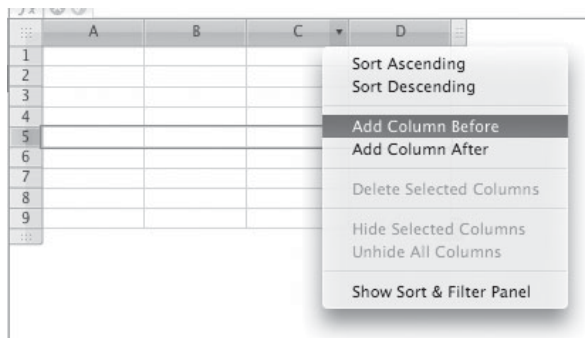 A B C D
1
2
3
4
5
6
7
8
9
Sort Ascending
Sort Descending
Add Column Before
Add Column After
Delete Selected Columns
Hide Selected Columns
Unhide All Columns
Show Sort & Filter Panel